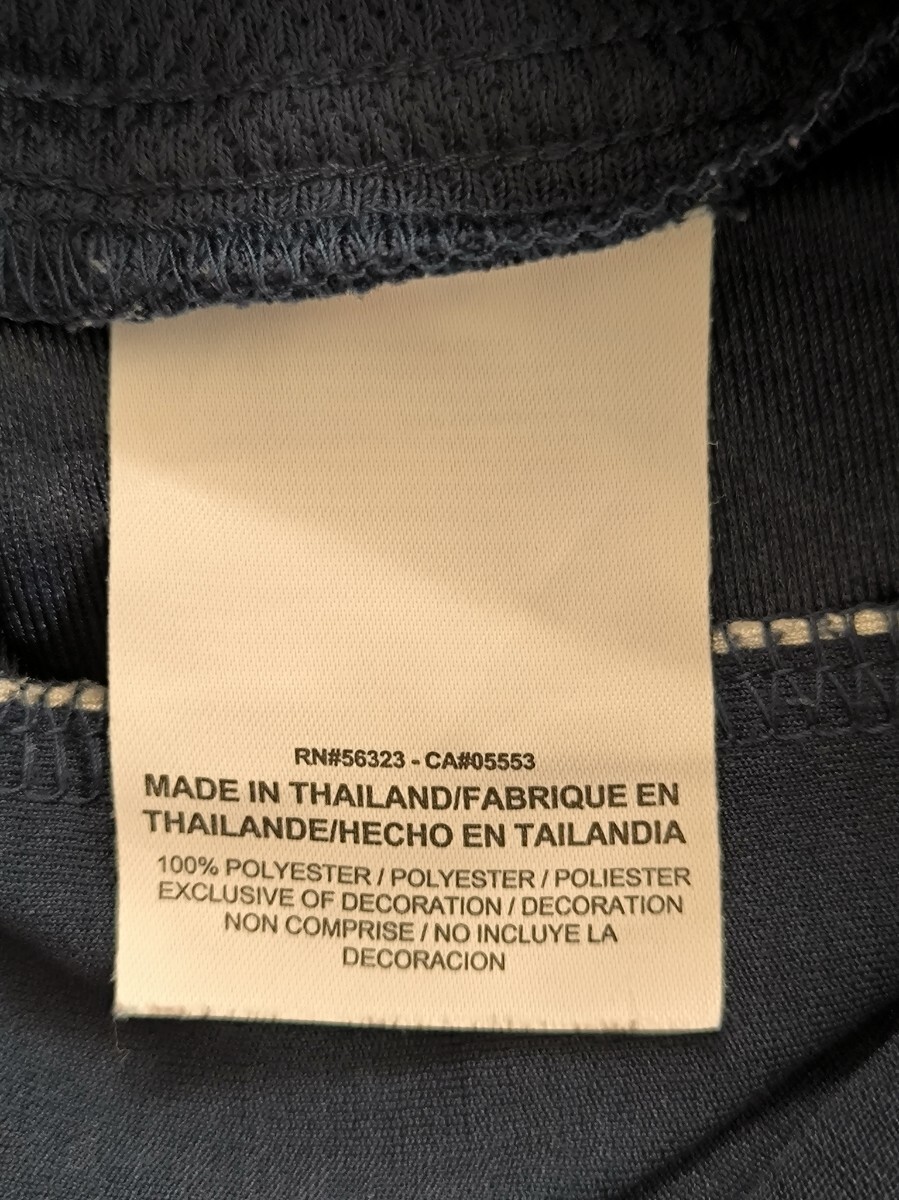 RN#56323 - CA#05553
MADE IN THAILAND/FABRIQUE EN
THAILANDE/HECHO EN TAILANDIA
100% POLYESTER / POLYESTER / POLIESTER
EXCLUSIVE OF DECORATION / DECORATION
NON COMPRISE / NO INCLUYE LA
DECORACION